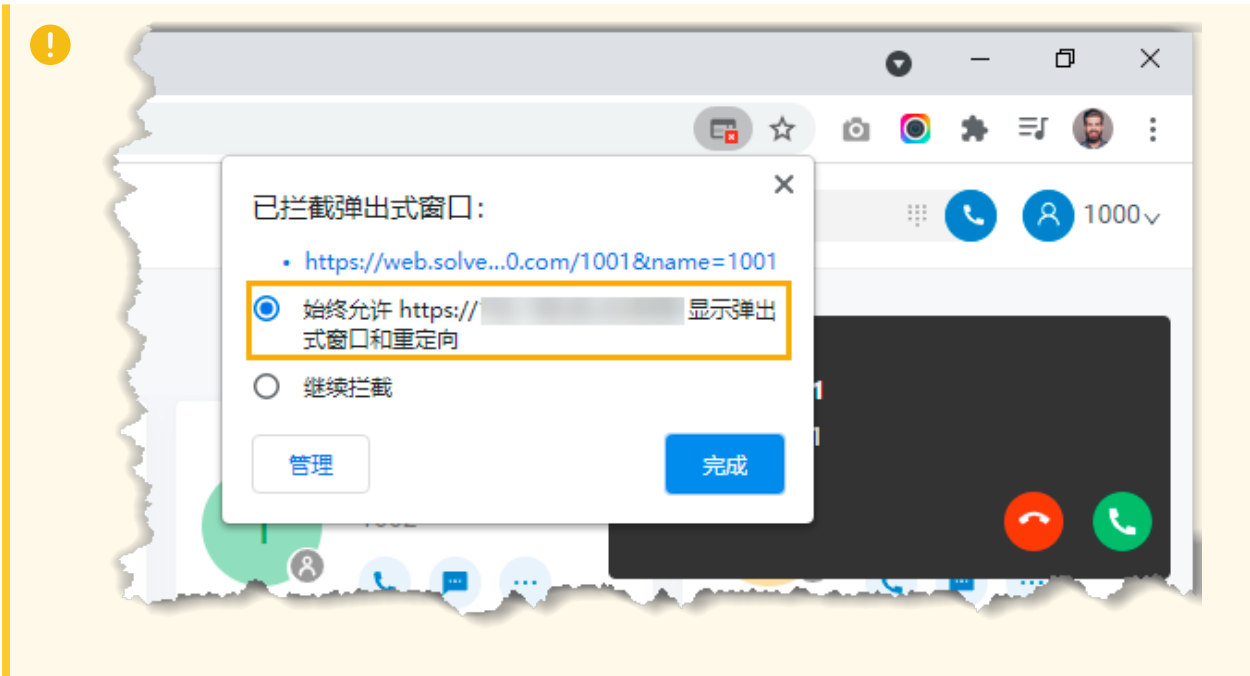 1000
已拦截弹出式窗口：
• https://web.solve...0.com/1001&name=1001
始终允许 https:// 显示弹出
式窗口和重定向
继续拦截
管理
完成